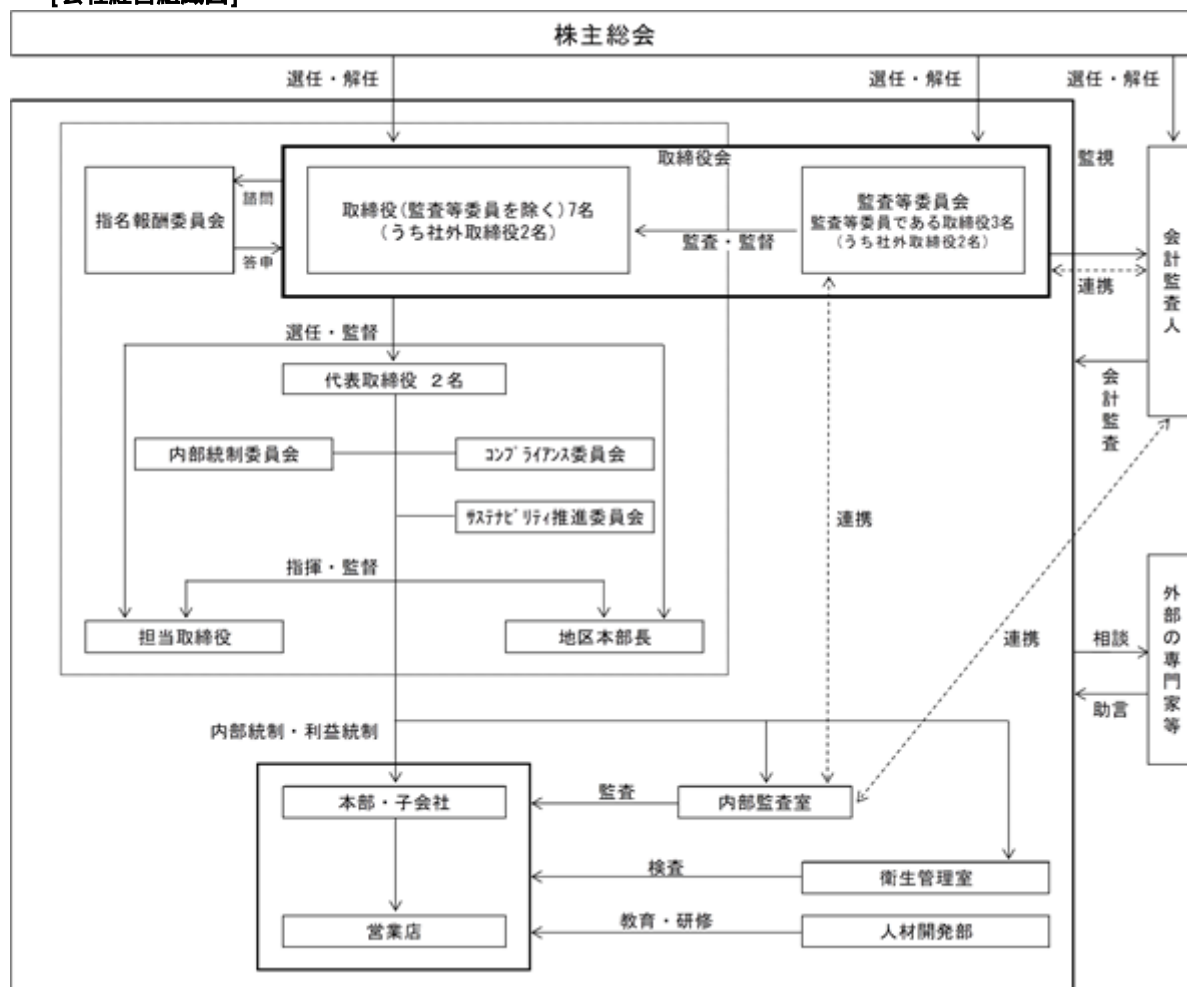 [会社経営組織図]
株主総会
選任・解任
選任・解任
選任・解任
取締役会
監視
指名報酬委員会
諮問
答申
取締役(監査等委員を除く)7名
(うち社外取締役2名)
監査・監督
監査等委員会
監査等委員である取締役3名
(うち社外取締役2名)
会計監査人
連携
選任・監督
会計監査
代表取締役 2名
内部統制委員会
コンプライアンス委員会
サステナビリティ推進委員会
連携
指揮・監督
担当取締役
地区本部長
連携
相談
助言
外部の専門家等
内部統制・利益統制
本部・子会社
監査
内部監査室
検査
衛生管理室
営業店
教育・研修
人材開発部